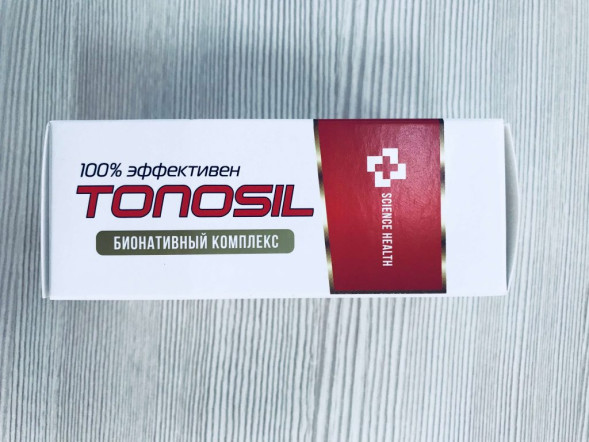 100% эффективен
TONOSIL
БИОНАТИВНЫЙ КОМПЛЕКС
SCIENCE HEALTH